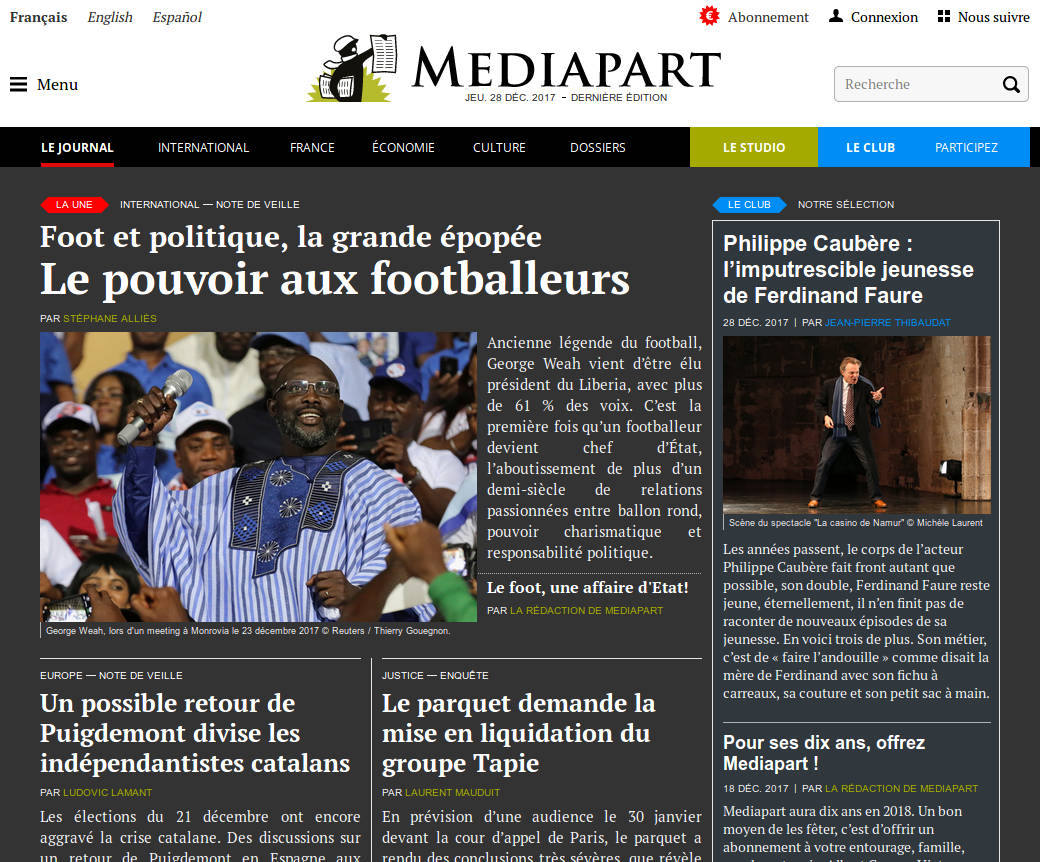 Français English Español
Abonnement Connexion Nous suivre
Menu
MEDIAPART
JEU. 28 DÉC. 2017 - DERNIÈRE ÉDITION
Recherche
LE JOURNAL INTERNATIONAL FRANCE ÉCONOMIE CULTURE DOSSIERS LE STUDIO LE CLUB PARTICIPEZ
LA UNE INTERNATIONAL — NOTE DE VEILLE
Foot et politique, la grande épopée
Le pouvoir aux footballeurs
PAR STÉPHANE ALLIÈS
Ancienne légende du football,
George Weah vient d’être élu
président du Liberia, avec plus
de 61 % des voix. C’est la
première fois qu’un footballeur
devient chef d’État,
l’aboutissement de plus d’un
demi-siècle de relations
passionnées entre ballon rond,
pouvoir charismatique et
responsabilité politique.
Le foot, une affaire d'Etat!
PAR LA RÉDACTION DE MEDIAPART
George Weah, lors d'un meeting à Monrovia le 23 décembre 2017 © Reuters / Thierry Gouegnon.
EUROPE — NOTE DE VEILLE
Un possible retour de
Puigdemont divise les
indépendantistes catalans
PAR LUDOVIC LAMANT
Les élections du 21 décembre ont encore
aggravé la crise catalane. Des discussions sur
un retour de Puigdemont en Espagne aux
JUSTICE — ENQUÊTE
Le parquet demande la
mise en liquidation du
groupe Tapie
PAR LAURENT MAUDUIT
En prévision d’une audience le 30 janvier
devant la cour d’appel de Paris, le parquet a
rendu des conclusions très sévères, que révèle
LE CLUB NOTRE SÉLECTION
Philippe Caubère :
l’imputrescible jeunesse
de Ferdinand Faure
28 DÉC. 2017 | PAR JEAN-PIERRE THIBAUDAT
Scène du spectacle "La casino de Namur" © Michèle Laurent
Les années passent, le corps de l’acteur
Philippe Caubère fait front autant que
possible, son double, Ferdinand Faure reste
jeune, éternellement, il n’en finit pas de
raconter de nouveaux épisodes de sa
jeunesse. En voici trois de plus. Son métier,
c’est de « faire l’andouille » comme disait la
mère de Ferdinand avec son fichu à
carreaux, sa couture et son petit sac à main.
Pour ses dix ans, offrez
Mediapart !
18 DÉC. 2017 | PAR LA RÉDACTION DE MEDIAPART
Mediapart aura dix ans en 2018. Un bon
moyen de les fêter, c’est d’offrir un
abonnement à votre entourage, famille,